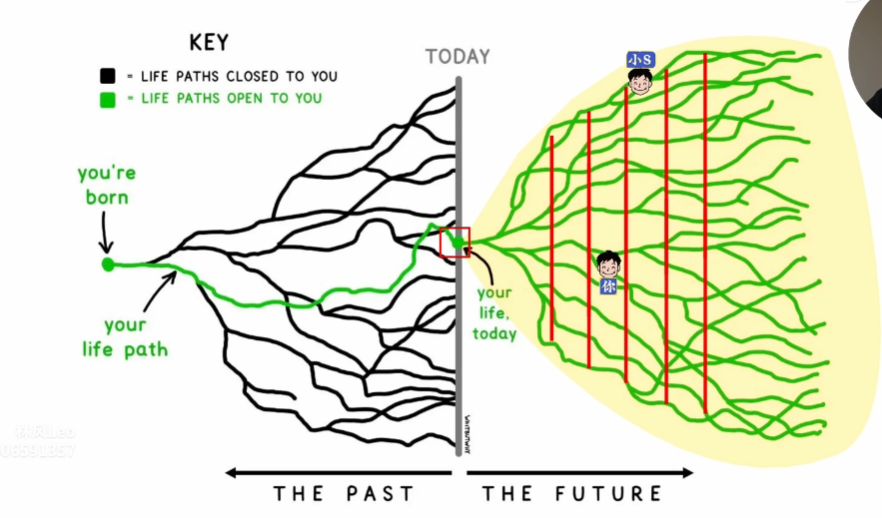 KEY
= LIFE PATHS CLOSED TO YOU
= LIFE PATHS OPEN TO YOU
TODAY
小S
you're
born
your
life path
你
your
life,
today
THE PAST
THE FUTURE